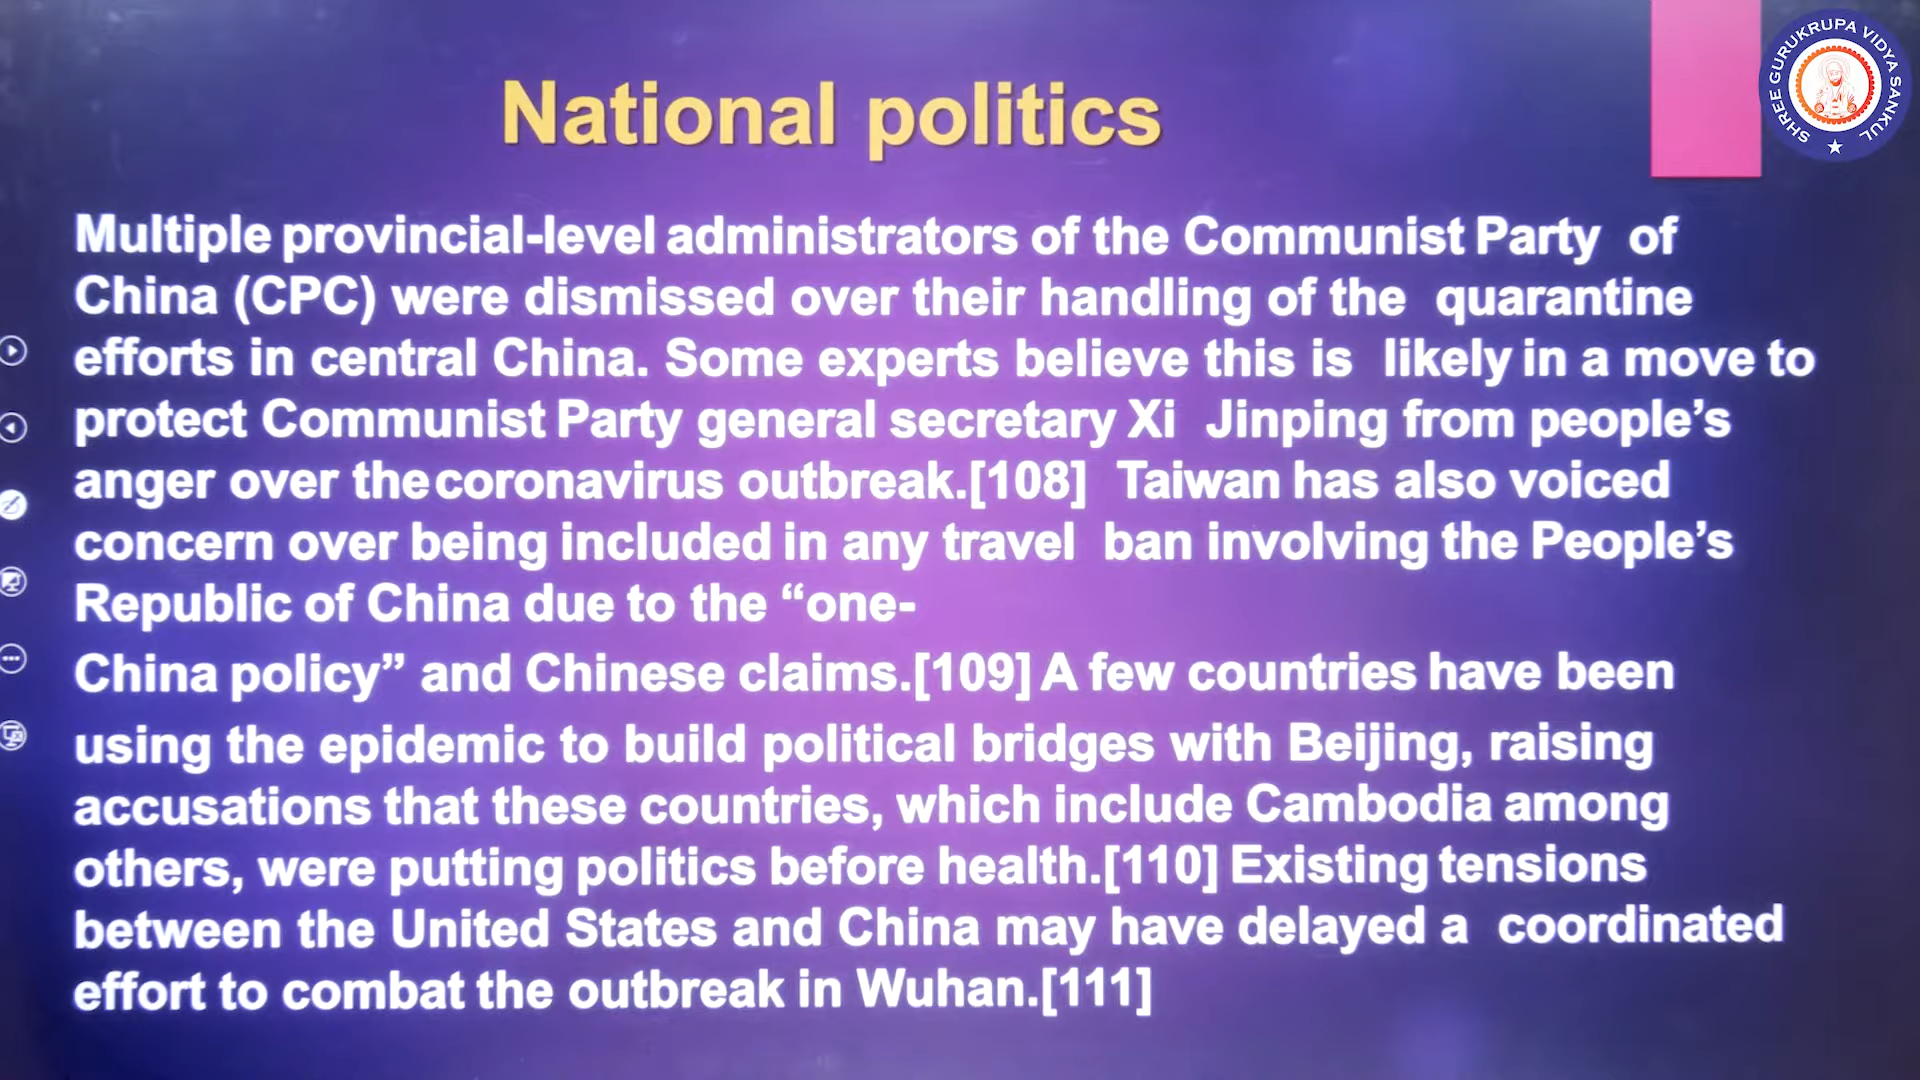 National politics
SHREE GURUKRUPA VIDYA SANKUL
Multiple provincial-level administrators of the Communist Party of
China (CPC) were dismissed over their handling of the quarantine
efforts in central China. Some experts believe this is likely in a move to
protect Communist Party general secretary Xi Jinping from people’s
anger over the coronavirus outbreak.[108] Taiwan has also voiced
concern over being included in any travel ban involving the People’s
Republic of China due to the “one-
China policy” and Chinese claims.[109] A few countries have been
using the epidemic to build political bridges with Beijing, raising
accusations that these countries, which include Cambodia among
others, were putting politics before health.[110] Existing tensions
between the United States and China may have delayed a coordinated
effort to combat the outbreak in Wuhan.[111]